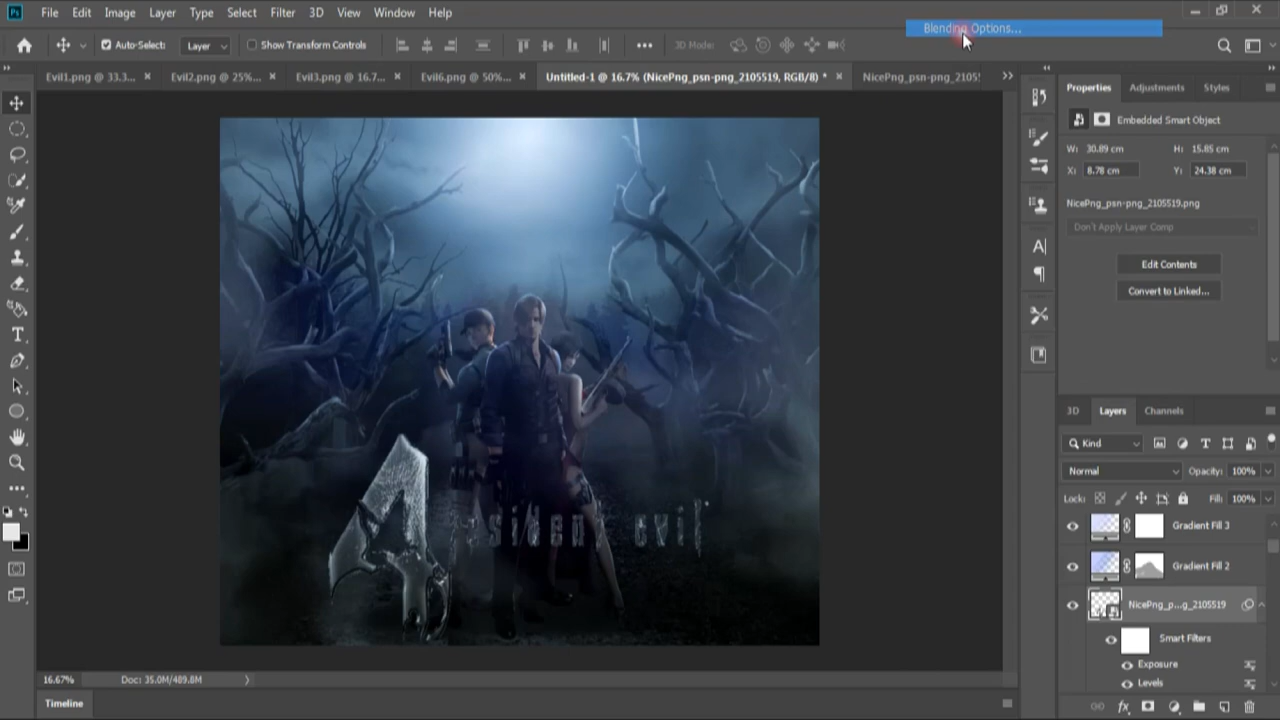 Ps File Edit Image Layer Type Select Filter 3D View Window Help
Blending Options...
Auto-Select: Layer Show Transform Controls 3D Mode:
Evil1.png @ 33.3... × Evil2.png @ 25%... × Evil3.png @ 16.7... × Evil6.png @ 50%... × Untitled-1 @ 16.7% (NicePng_psn-png_2105519, RGB/8) * × NicePng_psn-png_2105
Properties Adjustments Styles
Embedded Smart Object
W: 30.89 cm H: 15.85 cm
X: 8.78 cm Y: 24.38 cm
NicePng_psn-png_2105519.png
Don't Apply Layer Comp
Edit Contents
Convert to Linked...
4 resident evil
3D Layers Channels
Kind
Normal Opacity: 100%
Lock: Fill: 100%
Gradient Fill 3
Gradient Fill 2
NicePng_p...g_2105519
Smart Filters
Exposure
Levels
16.67% Doc: 35.0M/489.8M
Timeline